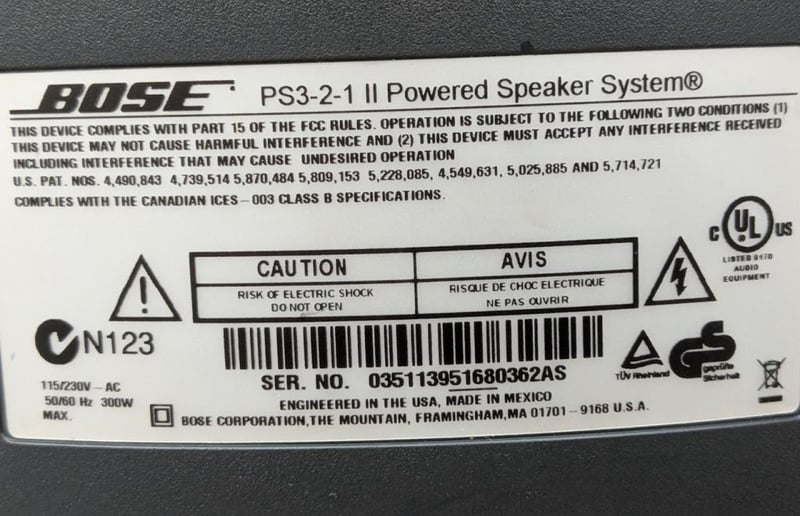 BOSE PS3-2-1 II Powered Speaker System®
THIS DEVICE COMPLIES WITH PART 15 OF THE FCC RULES. OPERATION IS SUBJECT TO THE FOLLOWING TWO CONDITIONS (1)
THIS DEVICE MAY NOT CAUSE HARMFUL INTERFERENCE AND (2) THIS DEVICE MUST ACCEPT ANY INTERFERENCE RECEIVED
INCLUDING INTERFERENCE THAT MAY CAUSE UNDESIRED OPERATION
U.S. PAT. NOS. 4,490,843 4,739,514 5,870,484 5,809,153 5,228,085, 4,549,631, 5,025,885 AND 5,714,721
COMPLIES WITH THE CANADIAN ICES - 003 CLASS B SPECIFICATIONS.
C UL US
LISTED 9170
AUDIO
EQUIPMENT
CAUTION
RISK OF ELECTRIC SHOCK
DO NOT OPEN
AVIS
RISQUE DE CHOC ELECTRIQUE
NE PAS OUVRIR
N123
SER. NO. 035113951680362AS
TÜV Rheinland
GS
geprüfte
Sicherheit
115/230V - AC
50/60 Hz 300W
MAX.
ENGINEERED IN THE USA, MADE IN MEXICO
BOSE CORPORATION,THE MOUNTAIN, FRAMINGHAM,MA 01701 - 9168 U.S.A.